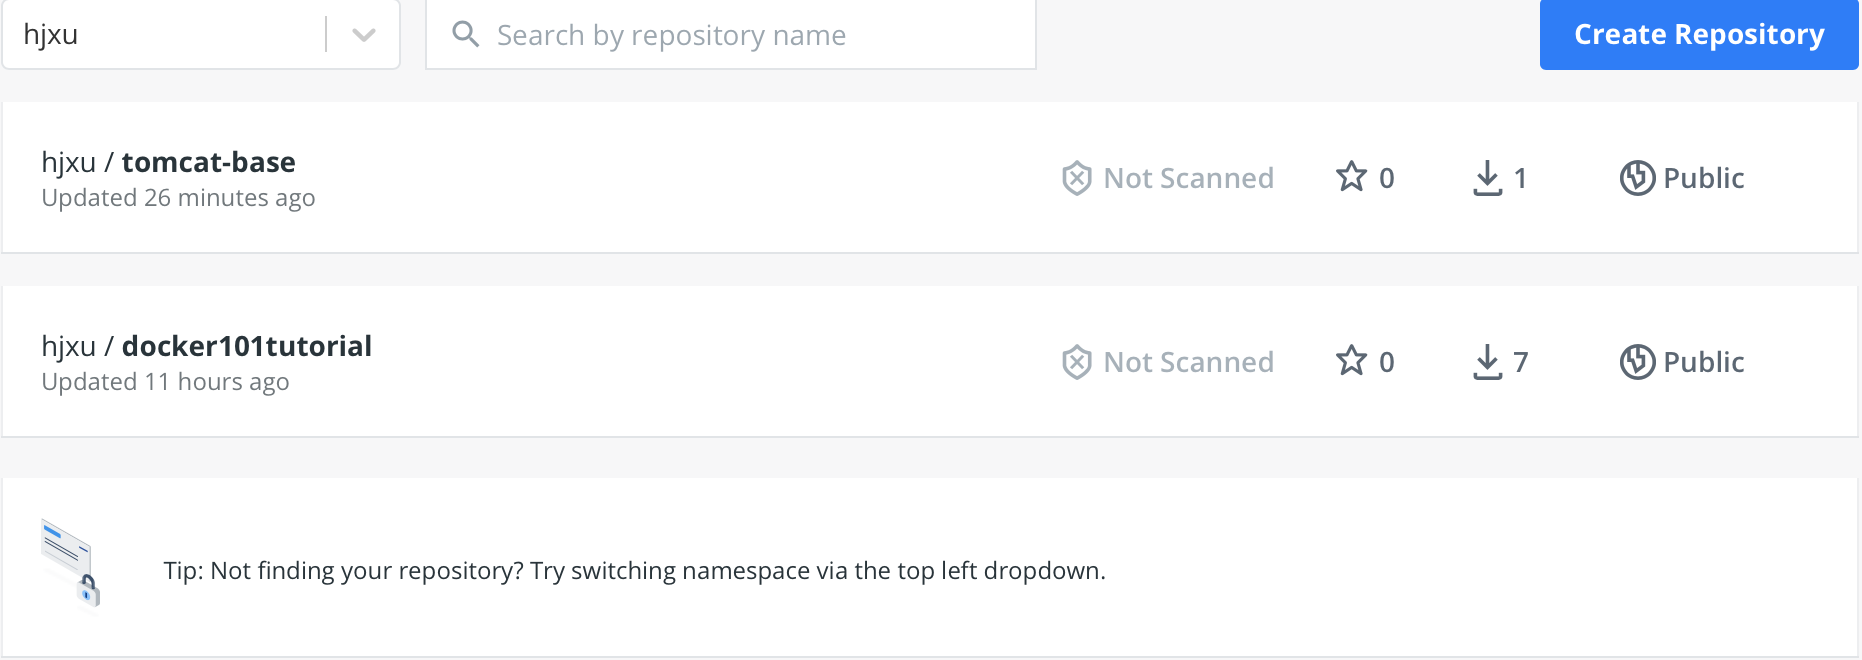 hjxu
Search by repository name
Create Repository
hjxu / tomcat-base
Updated 26 minutes ago
Not Scanned
0
1
Public
hjxu / docker101tutorial
Updated 11 hours ago
Not Scanned
0
7
Public
Tip: Not finding your repository? Try switching namespace via the top left dropdown.